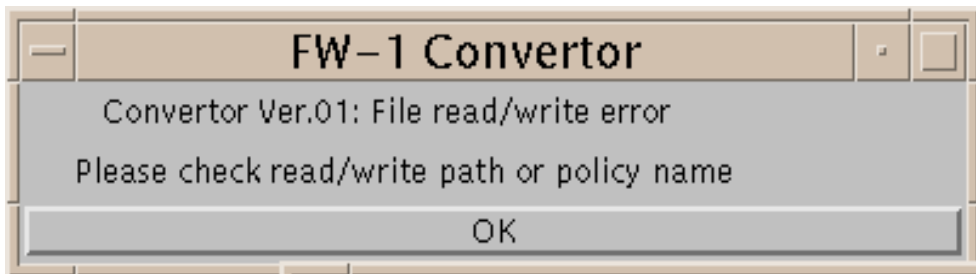 FW-1 Convertor
Convertor Ver.01: File read/write error
Please check read/write path or policy name
OK